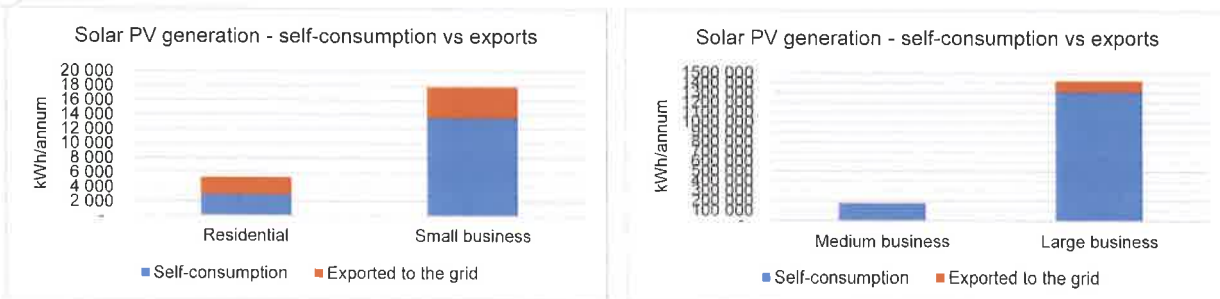 Solar PV generation - self-consumption vs exports
kWh/annum
20 000
18 000
16 000
14 000
12 000
10 000
8 000
6 000
4 000
2 000
-
Residential
Small business
Self-consumption
Exported to the grid
Solar PV generation - self-consumption vs exports
kWh/annum
1500 000
100 000
-
Medium business
Large business
Self-consumption
Exported to the grid